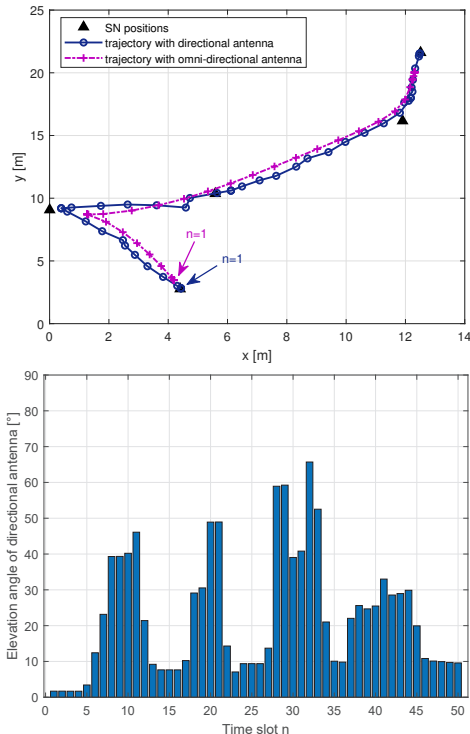 SN positions
trajectory with directional antenna
trajectory with omni-directional antenna
25
20
15
10
5
0
y [m]
n=1
n=1
0 2 4 6 8 10 12 14
x [m]
90
80
70
60
50
40
30
20
10
0
Elevation angle of directional antenna [°]
0 5 10 15 20 25 30 35 40 45 50
Time slot n